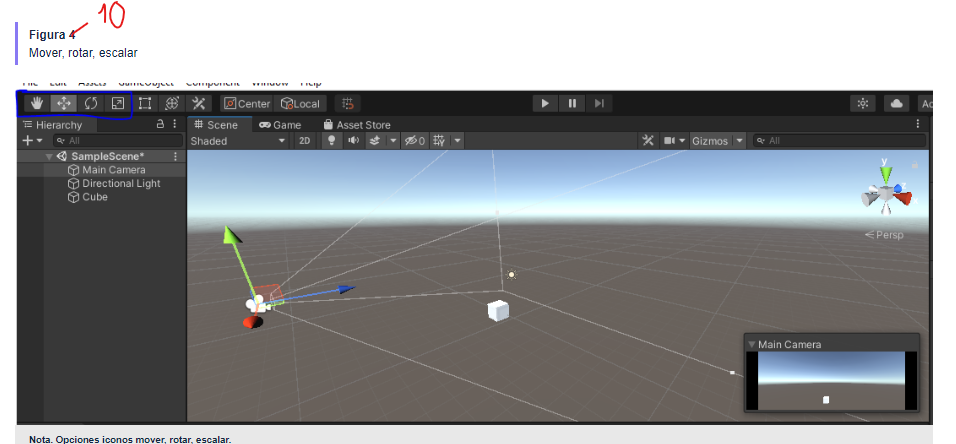 10
Figura 4
Mover, rotar, escalar
File Edit Assets GameObject Component Window Help
Center Local Ac
Hierarchy
Scene Game Asset Store
All
Shaded 2D 0 Gizmos All
SampleScene*
Main Camera
Directional Light
Cube
y
z
Persp
Main Camera
Nota. Opciones iconos mover, rotar, escalar.